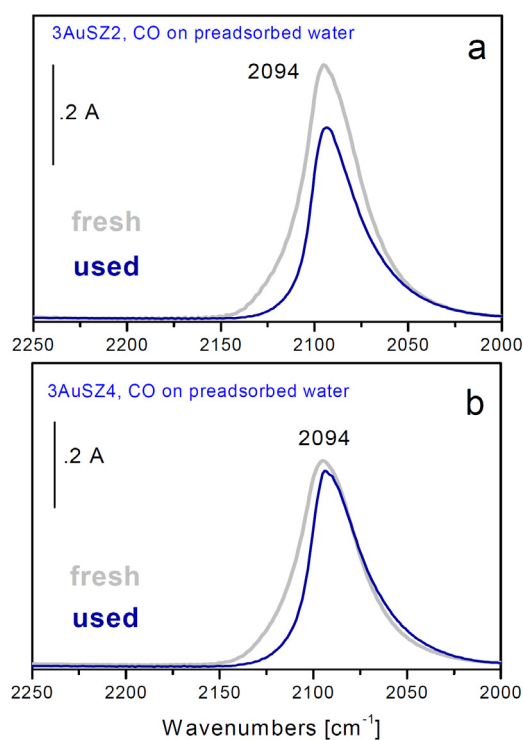 3AuSZ2, CO on preadsorbed water
a
2094
.2 A
fresh
used
2250 2200 2150 2100 2050 2000
3AuSZ4, CO on preadsorbed water
b
2094
.2 A
fresh
used
2250 2200 2150 2100 2050 2000
Wavenumbers [cm⁻¹]